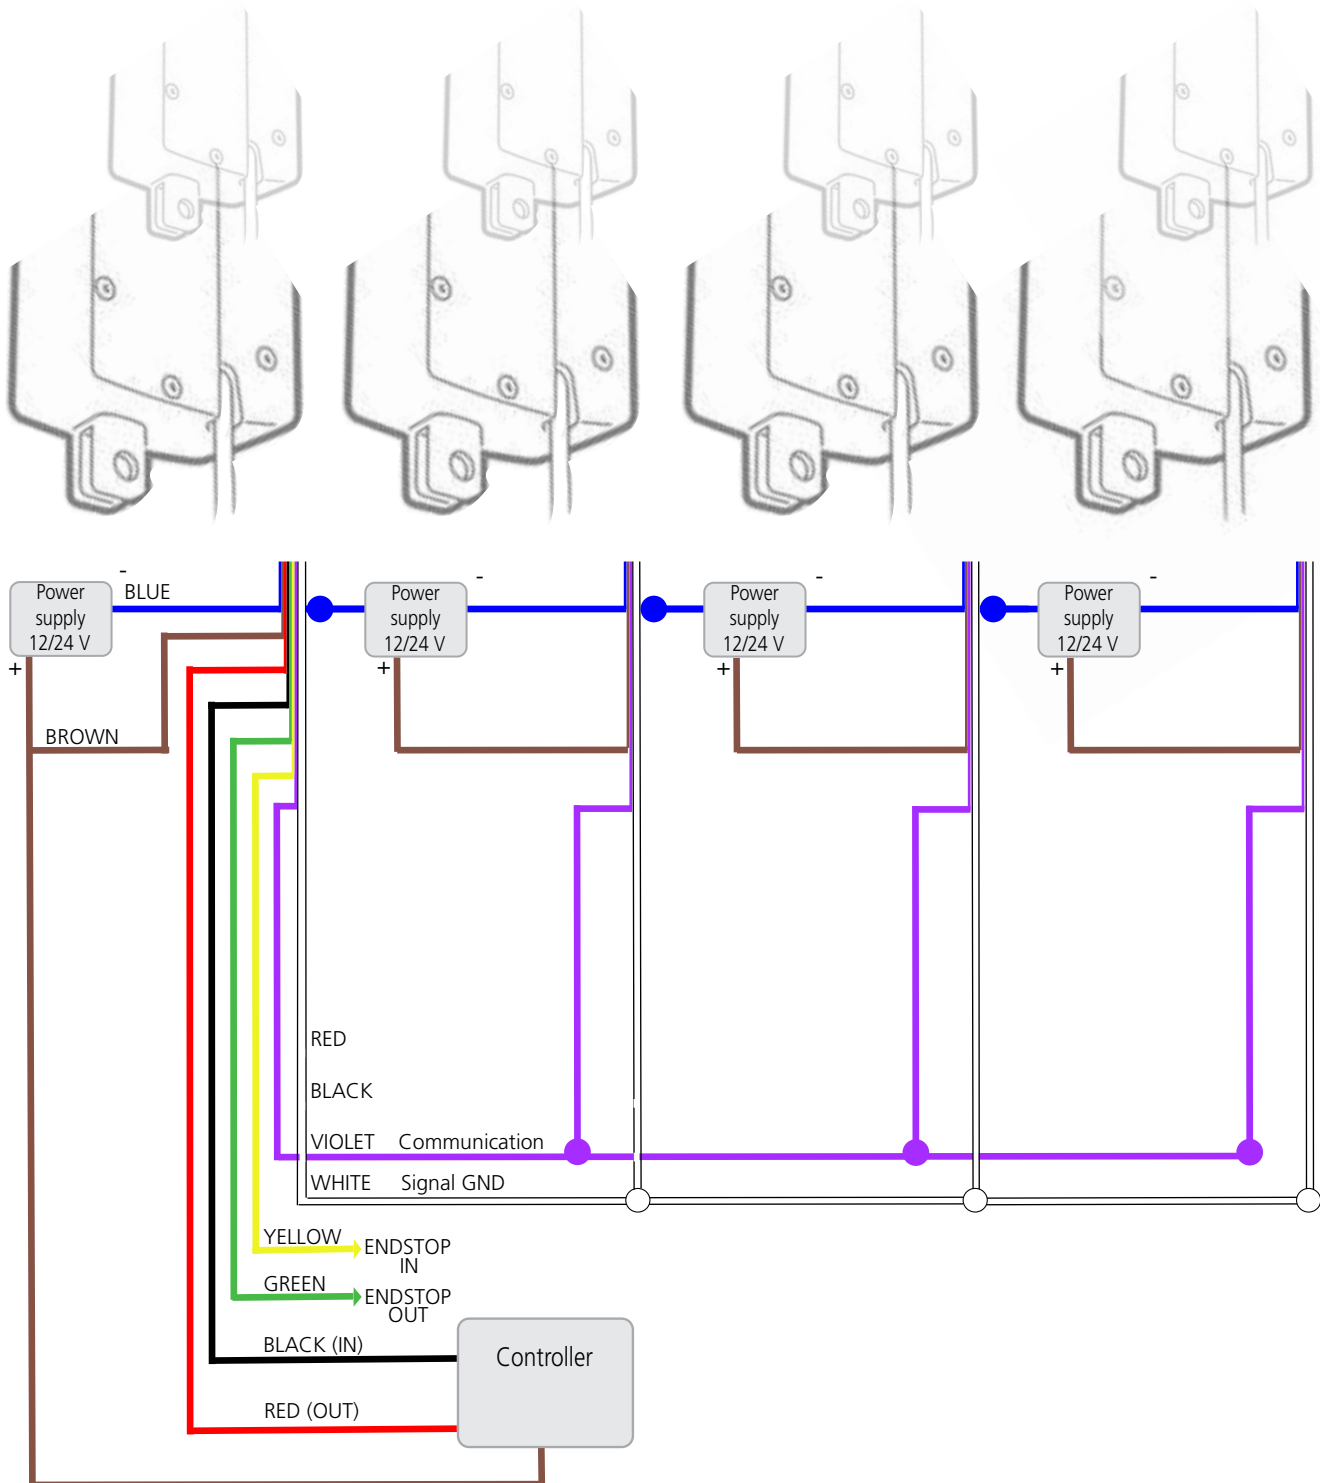 -
BLUE
Power
supply
12/24 V
+
-
Power
supply
12/24 V
+
-
Power
supply
12/24 V
+
-
Power
supply
12/24 V
+
BROWN
RED
BLACK
VIOLET Communication
WHITE Signal GND
YELLOW
ENDSTOP
IN
GREEN
ENDSTOP
OUT
BLACK (IN)
Controller
RED (OUT)